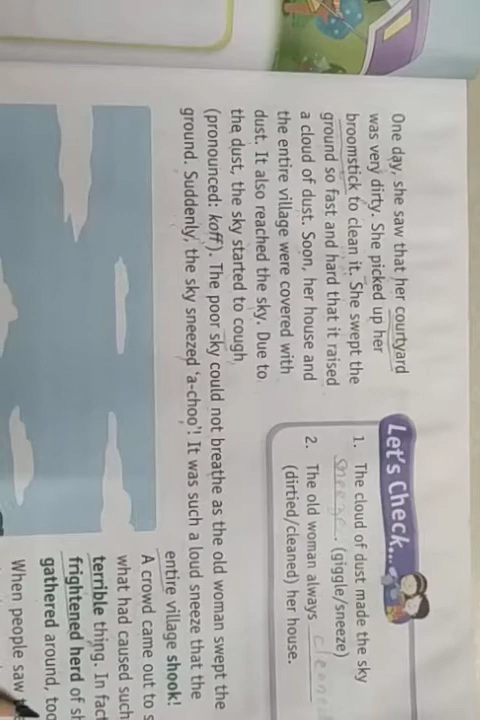 One day, she saw that her courtyard
was very dirty. She picked up her
broomstick to clean it. She swept the
ground so fast and hard that it raised
a cloud of dust. Soon, her house and
the entire village were covered with
dust. It also reached the sky. Due to
the dust, the sky started to cough
(pronounced: koff). The poor sky could not breathe as the old woman swept the
ground. Suddenly, the sky sneezed 'a-choo'! It was such a loud sneeze that the
entire village shook!
Let's Check...
1. The cloud of dust made the sky
sneeze. (giggle/sneeze)
2. The old woman always
(dirtied/cleaned) her house.
A crowd came out to
what had caused such
terrible thing. In fact
frightened herd of
gathered around, too
When people saw